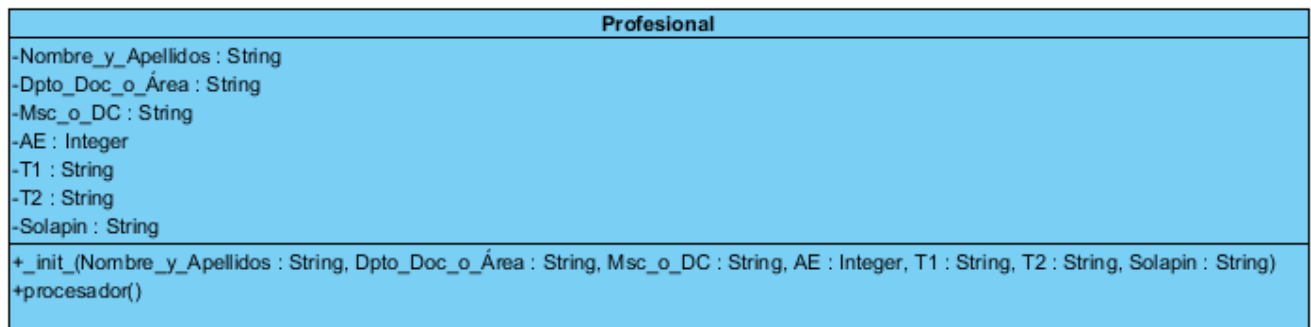 Profesional
-Nombre_y_Apellidos : String
-Dpto_Doc_o_Área : String
-Msc_o_DC : String
-AE : Integer
-T1 : String
-T2 : String
-Solapin : String
+_init_(Nombre_y_Apellidos : String, Dpto_Doc_o_Área : String, Msc_o_DC : String, AE : Integer, T1 : String, T2 : String, Solapin : String)
+procesador()